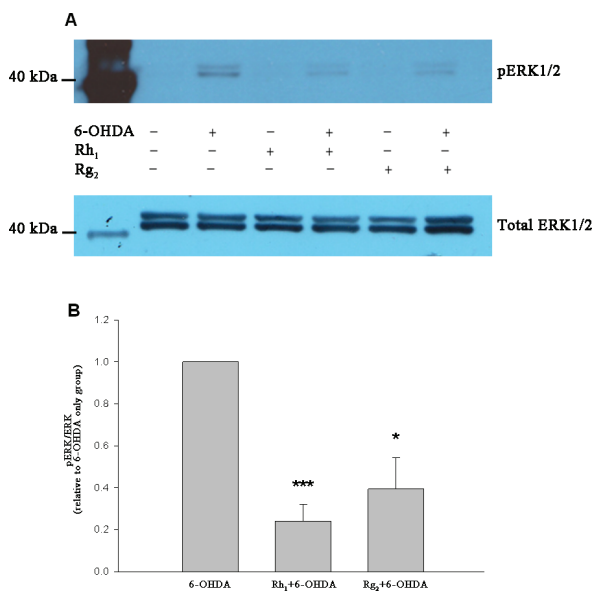 A
40 kDa
pERK1/2
6-OHDA – + – + – +
Rh1 – – + + – –
Rg2 – – – – + +
40 kDa
Total ERK1/2
B
pERK/ERK
(relative to 6-OHDA only group)
1.2
1.0
0.8
0.6
0.4
0.2
0.0
***
*
6-OHDA Rh1+6-OHDA Rg2+6-OHDA